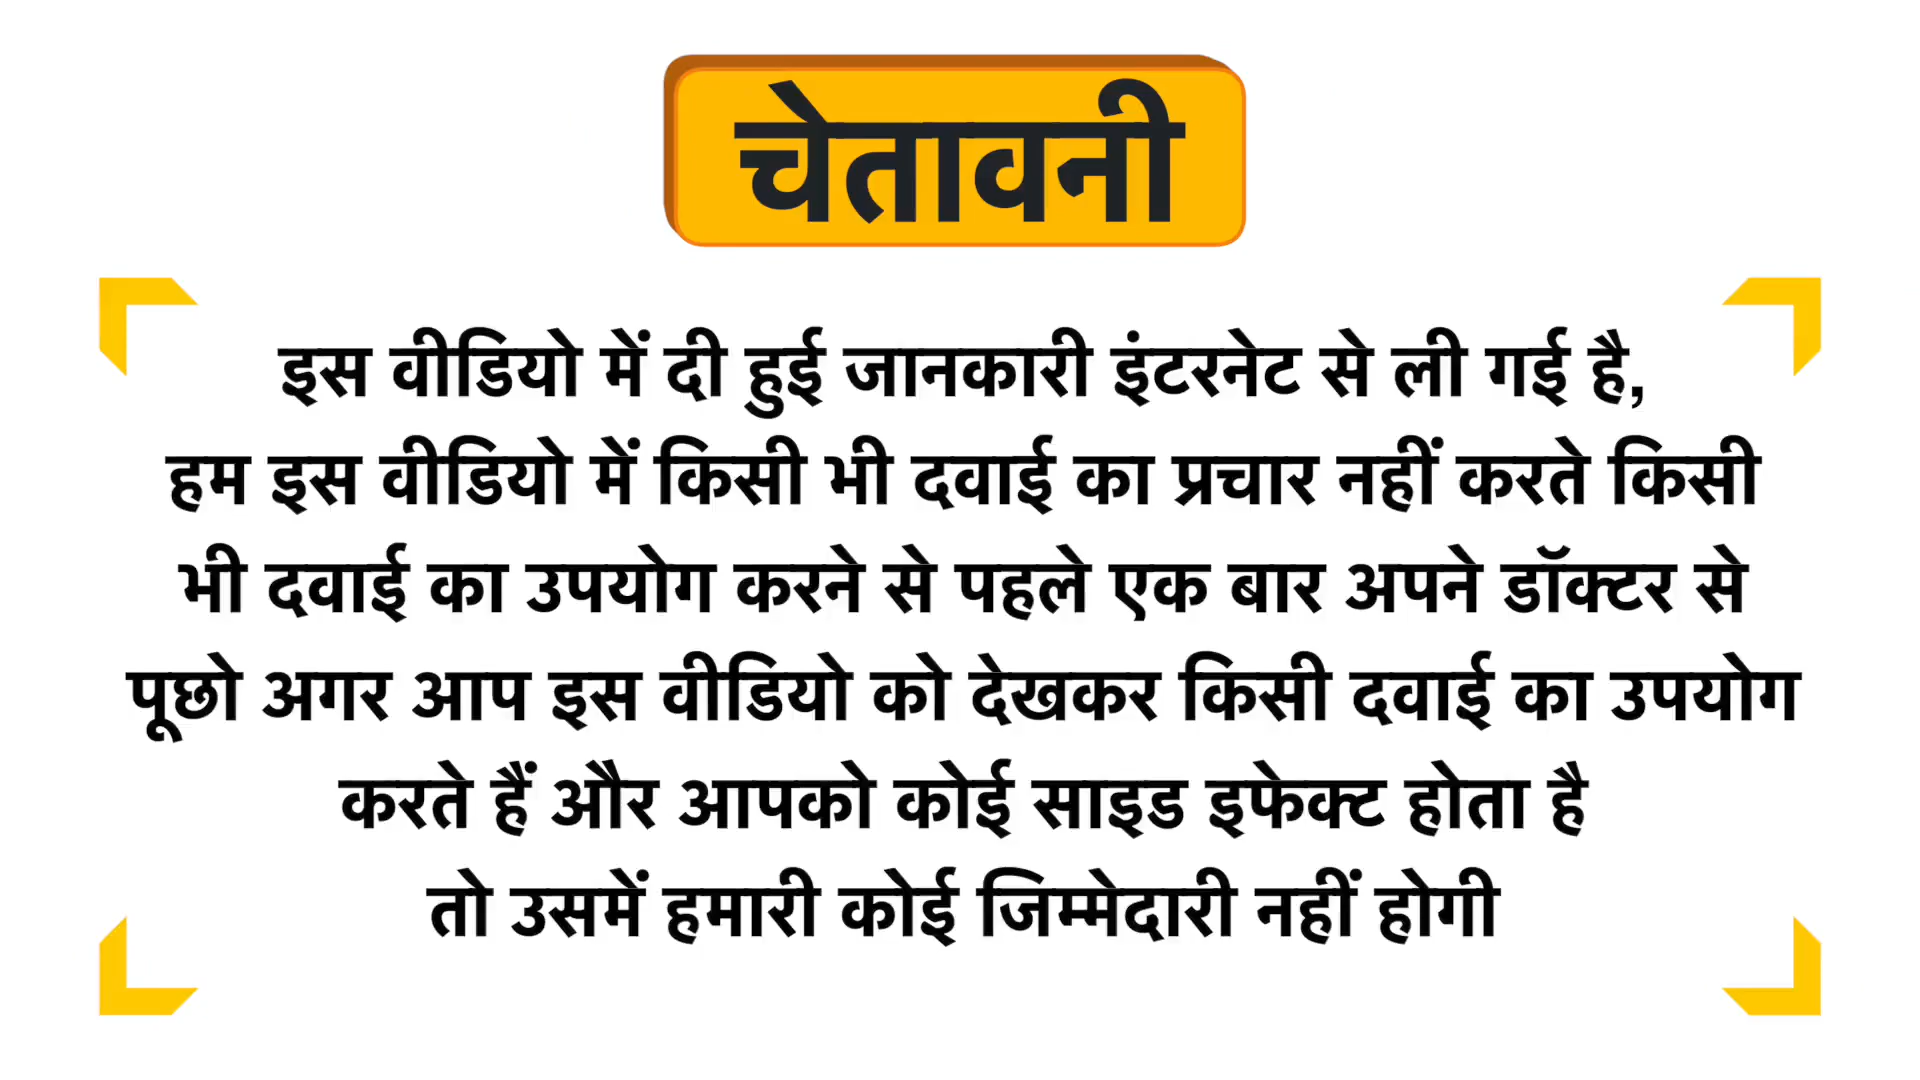 चेतावनी
इस वीडियो में दी हुई जानकारी इंटरनेट से ली गई है,
हम इस वीडियो में किसी भी दवाई का प्रचार नहीं करते किसी
भी दवाई का उपयोग करने से पहले एक बार अपने डॉक्टर से
पूछो अगर आप इस वीडियो को देखकर किसी दवाई का उपयोग
करते हैं और आपको कोई साइड इफेक्ट होता है
तो उसमें हमारी कोई जिम्मेदारी नहीं होगी